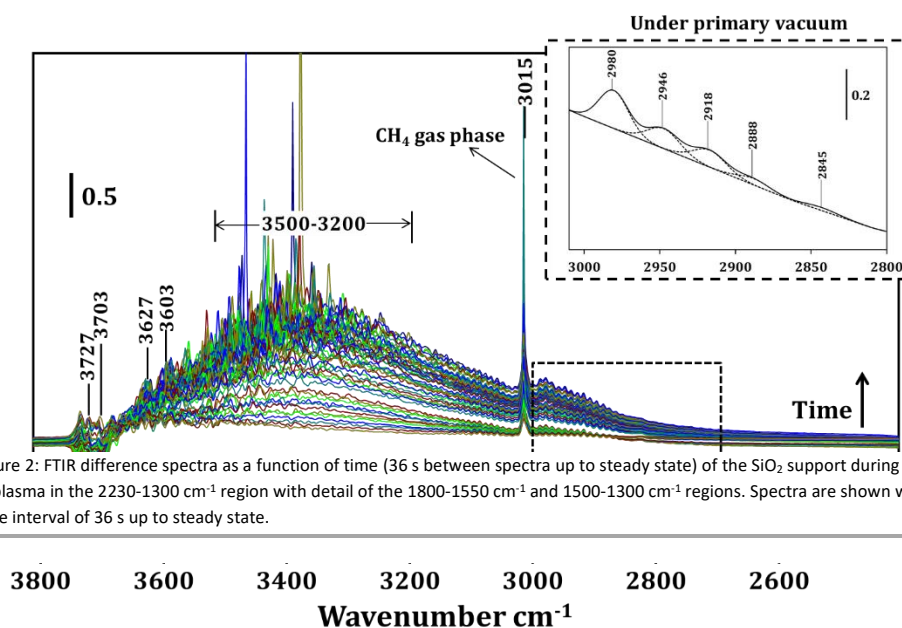 Under primary vacuum
2980
2946
2918
2888
2845
0.2
3000 2950 2900 2850 2800
3015
CH₄ gas phase
0.5
3500-3200
3727
3703
3627
3603
Time
ure 2: FTIR difference spectra as a function of time (36 s between spectra up to steady state) of the SiO₂ support during
lasma in the 2230-1300 cm⁻¹ region with detail of the 1800-1550 cm⁻¹ and 1500-1300 cm⁻¹ regions. Spectra are shown
e interval of 36 s up to steady state.
3800 3600 3400 3200 3000 2800 2600
Wavenumber cm⁻¹